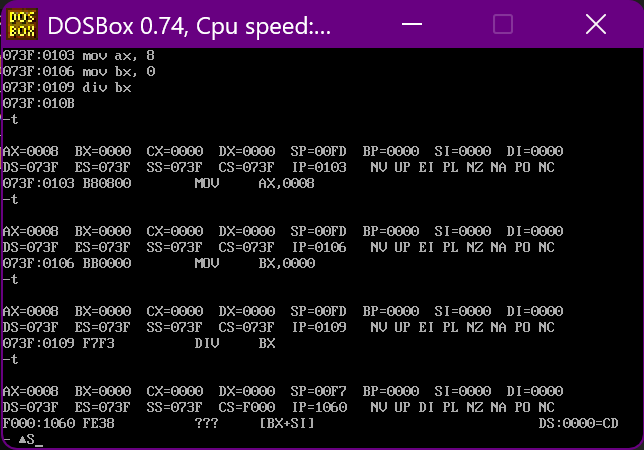 DOS BOX
DOSBox 0.74, Cpu speed:...
073F:0103 mov ax, 8
073F:0106 mov bx, 0
073F:0109 div bx
073F:010B
-t
AX=0008 BX=0000 CX=0000 DX=0000 SP=00FD BP=0000 SI=0000 DI=0000
DS=073F ES=073F SS=073F CS=073F IP=0103 NV UP EI PL NZ NA PO NC
073F:0103 B80800 MOV AX,0008
-t
AX=0008 BX=0000 CX=0000 DX=0000 SP=00FD BP=0000 SI=0000 DI=0000
DS=073F ES=073F SS=073F CS=073F IP=0106 NV UP EI PL NZ NA PO NC
073F:0106 BB0000 MOV BX,0000
-t
AX=0008 BX=0000 CX=0000 DX=0000 SP=00FD BP=0000 SI=0000 DI=0000
DS=073F ES=073F SS=073F CS=073F IP=0109 NV UP EI PL NZ NA PO NC
073F:0109 F7F3 DIV BX
-t
AX=0008 BX=0000 CX=0000 DX=0000 SP=00F7 BP=0000 SI=0000 DI=0000
DS=073F ES=073F SS=073F CS=F000 IP=1060 NV UP DI PL NZ NA PO NC
F000:1060 FE38 ??? [BX+SI] DS:0000=CD
- ▲S_